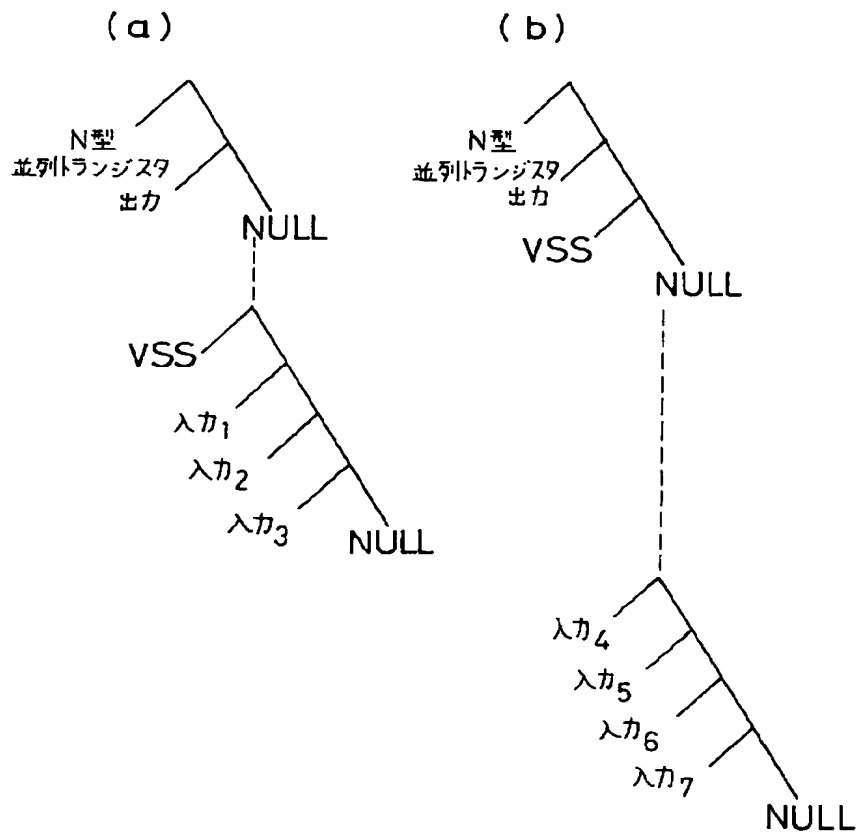 (a)
N型
並列トランジスタ
出力
NULL
VSS
入力1
入力2
入力3
NULL
(b)
N型
並列トランジスタ
出力
VSS
NULL
入力4
入力5
入力6
入力7
NULL